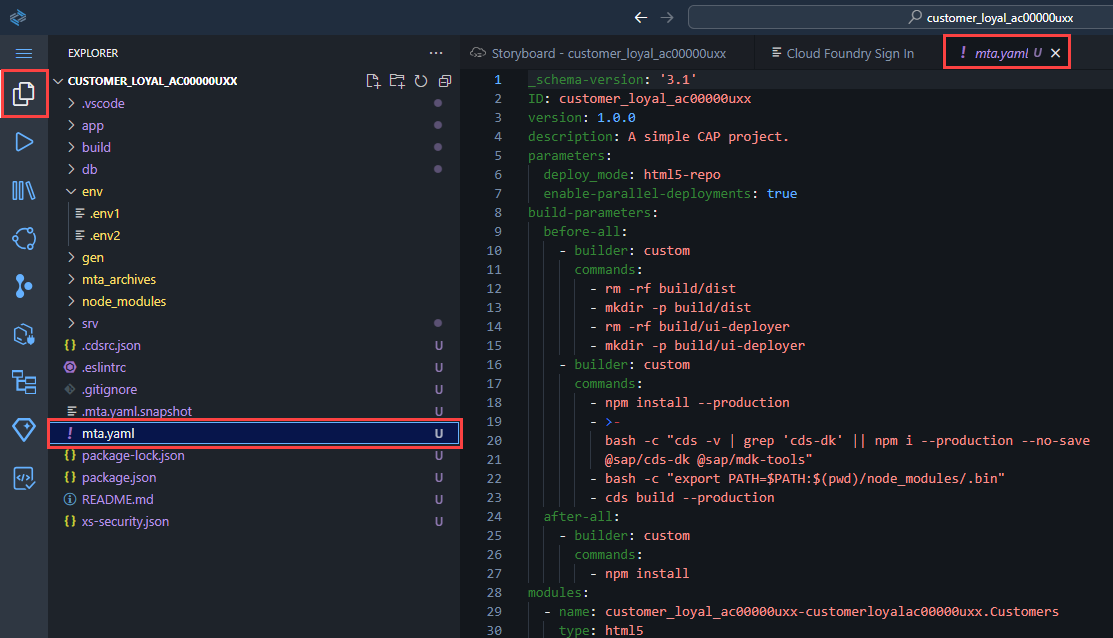 customer_loyal_ac00000uxx
EXPLORER
CUSTOMER_LOYAL_AC00000UXX
.vscode
app
build
db
env
.env1
.env2
gen
mta_archives
node_modules
srv
{} .cdsrc.json U
.eslintrc U
.gitignore U
.mta.yaml.snapshot U
! mta.yaml U
{} package-lock.json U
{} package.json U
README.md U
{} xs-security.json U
Storyboard - customer_loyal_ac00000uxx
Cloud Foundry Sign In
! mta.yaml U
1 _schema-version: '3.1'
2 ID: customer_loyal_ac00000uxx
3 version: 1.0.0
4 description: A simple CAP project.
5 parameters:
6 deploy_mode: html5-repo
7 enable-parallel-deployments: true
8 build-parameters:
9 before-all:
10 - builder: custom
11 commands:
12 - rm -rf build/dist
13 - mkdir -p build/dist
14 - rm -rf build/ui-deployer
15 - mkdir -p build/ui-deployer
16 - builder: custom
17 commands:
18 - npm install --production
19 - >-
20 bash -c "cds -v | grep 'cds-dk' || npm i --production --no-save
21 @sap/cds-dk @sap/mdk-tools"
22 - bash -c "export PATH=$PATH:$(pwd)/node_modules/.bin"
23 - cds build --production
24 after-all:
25 - builder: custom
26 commands:
27 - npm install
28 modules:
29 - name: customer_loyal_ac00000uxx-customerloyalac00000uxx.Customers
30 type: html5